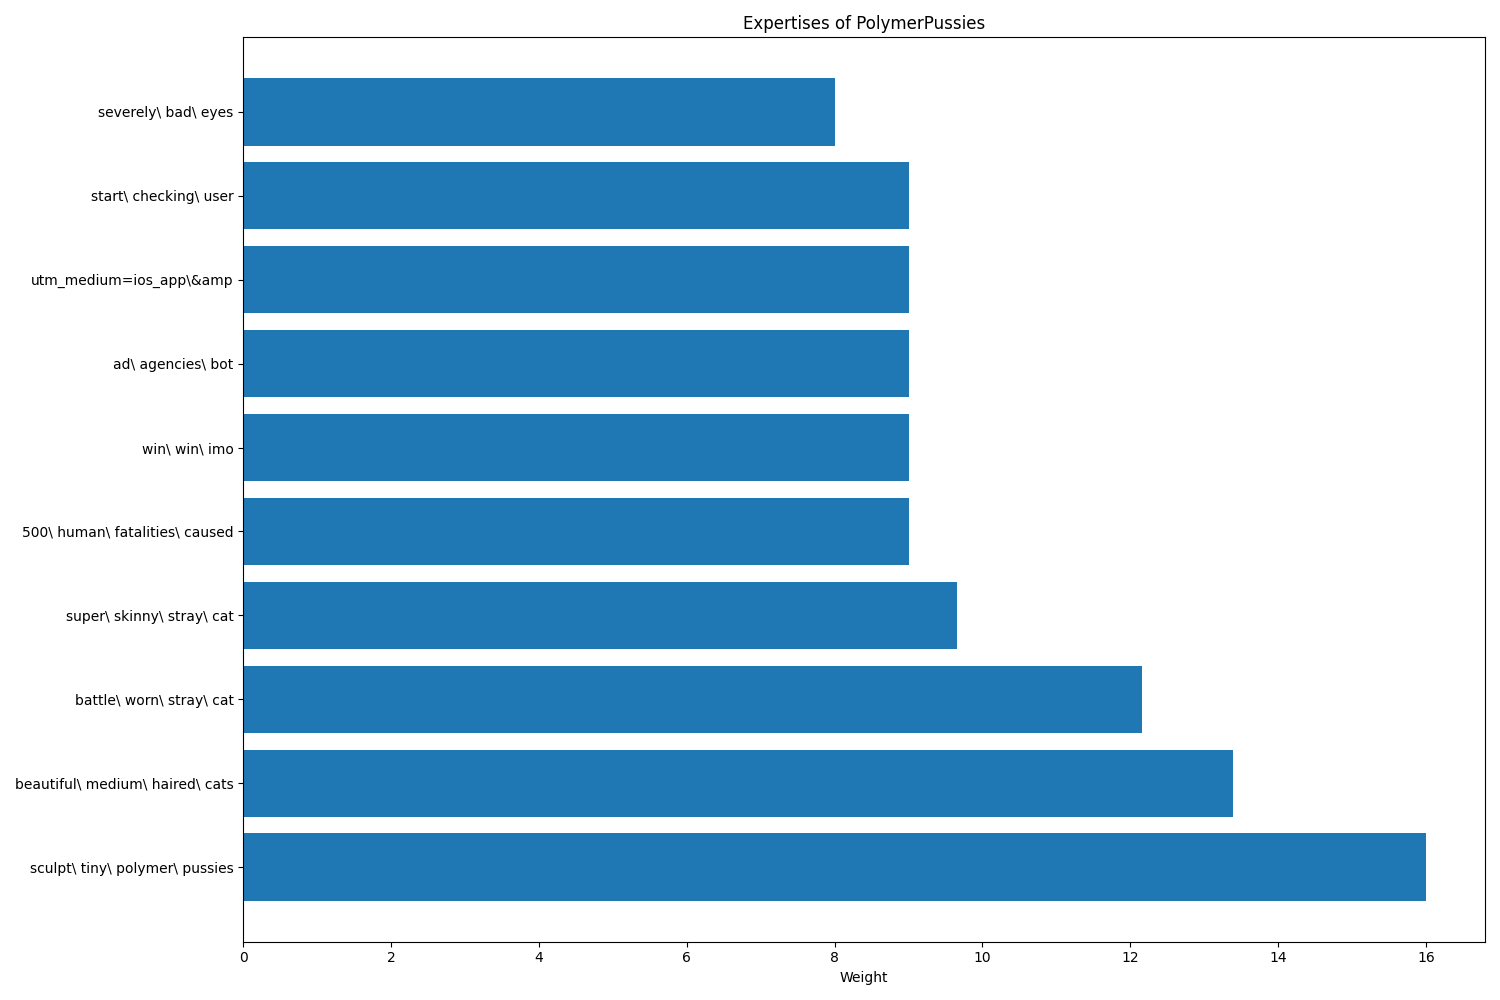 Expertises of PolymerPussies
severely\ bad\ eyes
start\ checking\ user
utm_medium=ios_app\&amp
ad\ agencies\ bot
win\ win\ imo
500\ human\ fatalities\ caused
super\ skinny\ stray\ cat
battle\ worn\ stray\ cat
beautiful\ medium\ haired\ cats
sculpt\ tiny\ polymer\ pussies
0 2 4 6 8 10 12 14 16
Weight